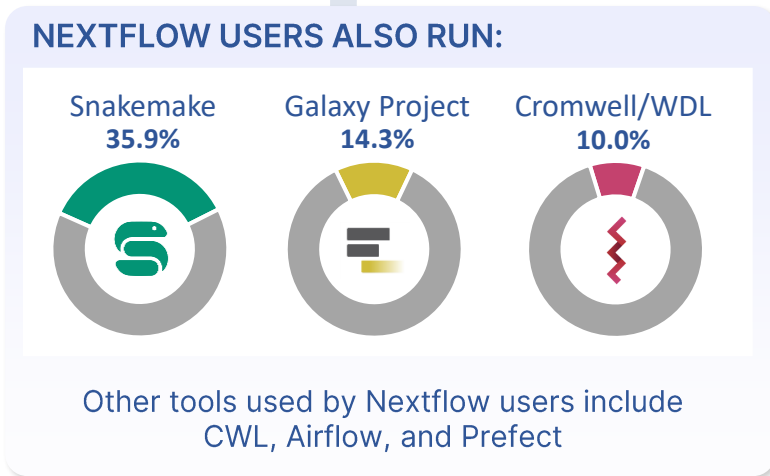 NEXTFLOW USERS ALSO RUN:
Snakemake
35.9%
Galaxy Project
14.3%
Cromwell/WDL
10.0%
Other tools used by Nextflow users include
CWL, Airflow, and Prefect